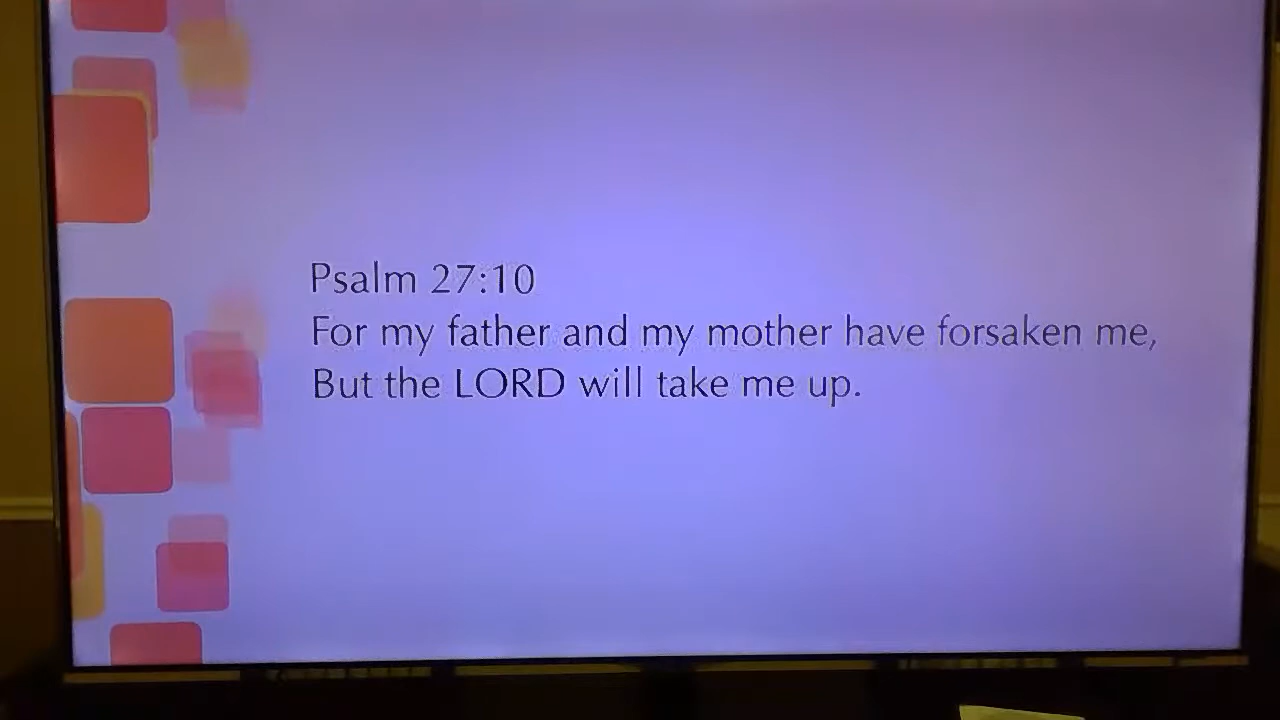 Psalm 27:10
For my father and my mother have forsaken me,
But the LORD will take me up.